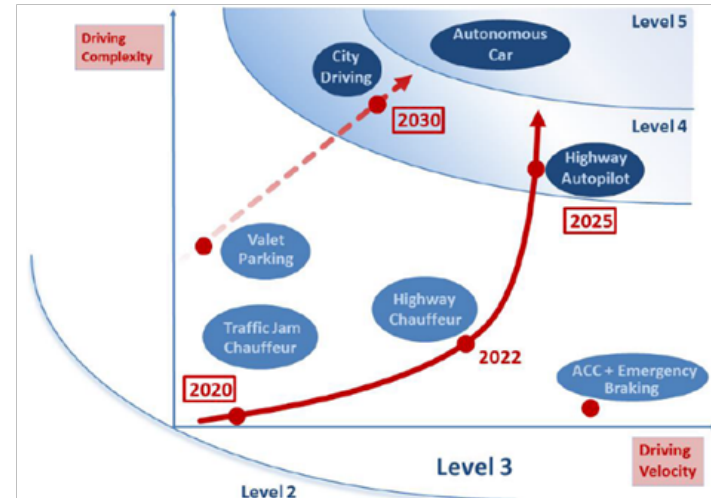 Driving
Complexity
Level 5
Autonomous
Car
City
Driving
2030
Level 4
Highway
Autopilot
2025
Valet
Parking
Highway
Chauffeur
Traffic Jam
Chauffeur
2022
2020
ACC + Emergency
Braking
Level 3
Driving
Velocity
Level 2